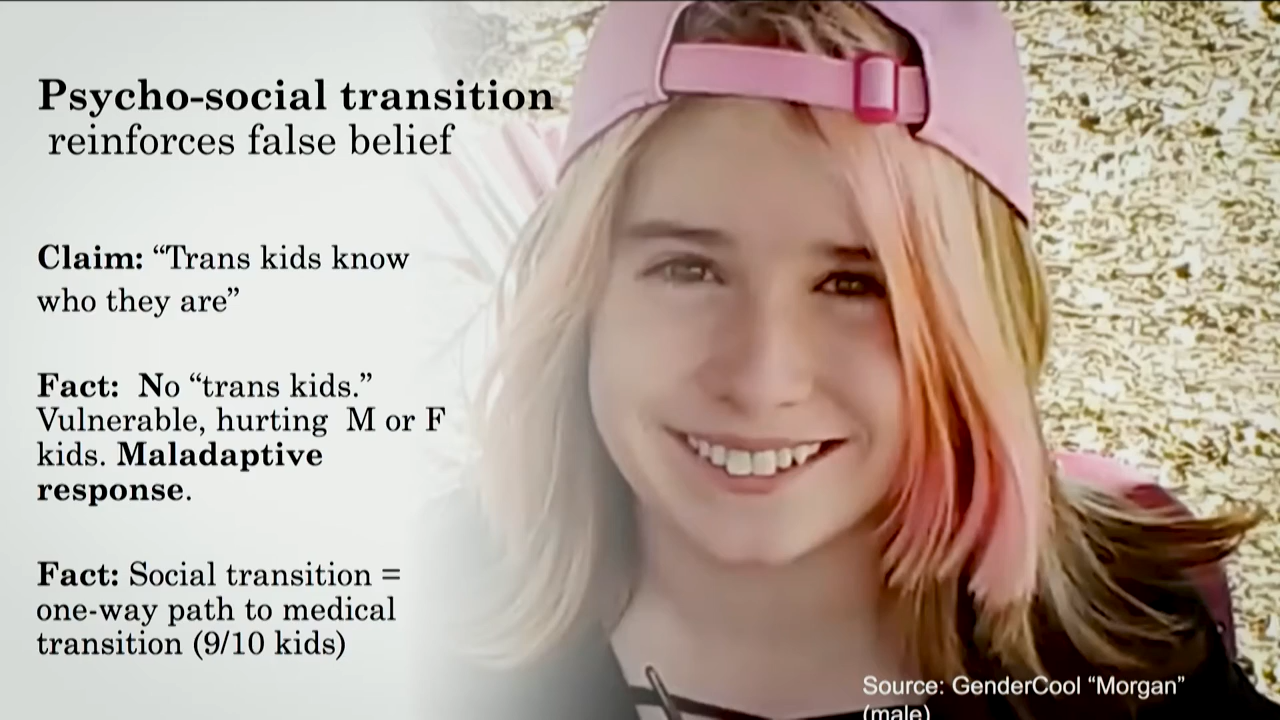 Psycho-social transition
reinforces false belief
Claim: “Trans kids know
who they are”
Fact: No “trans kids.”
Vulnerable, hurting M or F
kids. Maladaptive
response.
Fact: Social transition =
one-way path to medical
transition (9/10 kids)
Source: GenderCool “Morgan”
(male)